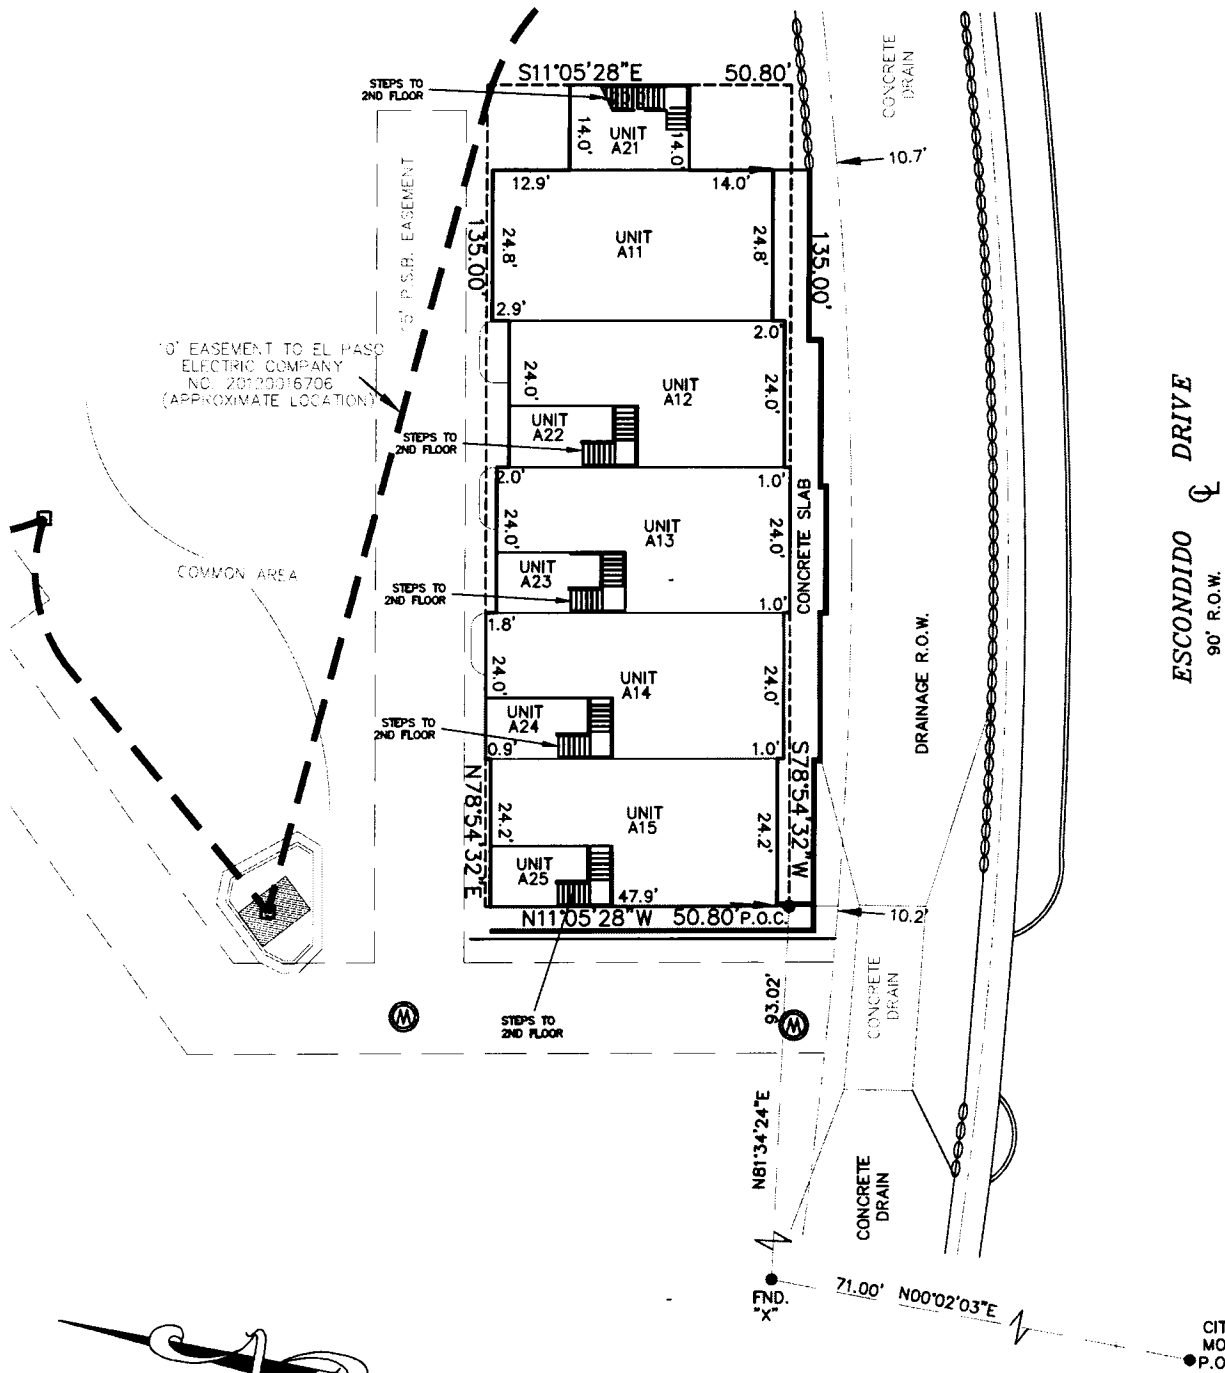 S11°05'28"E 50.80'
STEPS TO
2ND FLOOR
UNIT
A21
14.0'
14.0'
CONCRETE
DRAIN
10.7'
12.9' 14.0'
P.S.B. EASEMENT
135.00'
24.8'
UNIT
A11
24.8'
135.00'
2.9'
2.0'
10' EASEMENT TO EL PASO
ELECTRIC COMPANY
NO. 20120016706
(APPROXIMATE LOCATION)
24.0'
UNIT
A12
24.0'
UNIT
A22
STEPS TO
2ND FLOOR
2.0'
1.0'
24.0'
UNIT
A13
24.0'
CONCRETE SLAB
COMMON AREA
UNIT
A23
STEPS TO
2ND FLOOR
1.0'
1.8'
24.0'
UNIT
A14
24.0'
UNIT
A24
STEPS TO
2ND FLOOR
0.9'
1.0'
DRAINAGE R.O.W.
ESCONDIDO DRIVE
90' R.O.W.
N78°54'32"E
24.2'
UNIT
A15
24.2'
S78°54'32"W
UNIT
A25
47.9'
N11°05'28"W 50.80' P.O.C.
10.2'
STEPS TO
2ND FLOOR
93.02'
CONCRETE
DRAIN
W
W
N81°34'24"E
CONCRETE
DRAIN
FND.
"X"
71.00' N00°02'03"E
CIT
MO
P.O